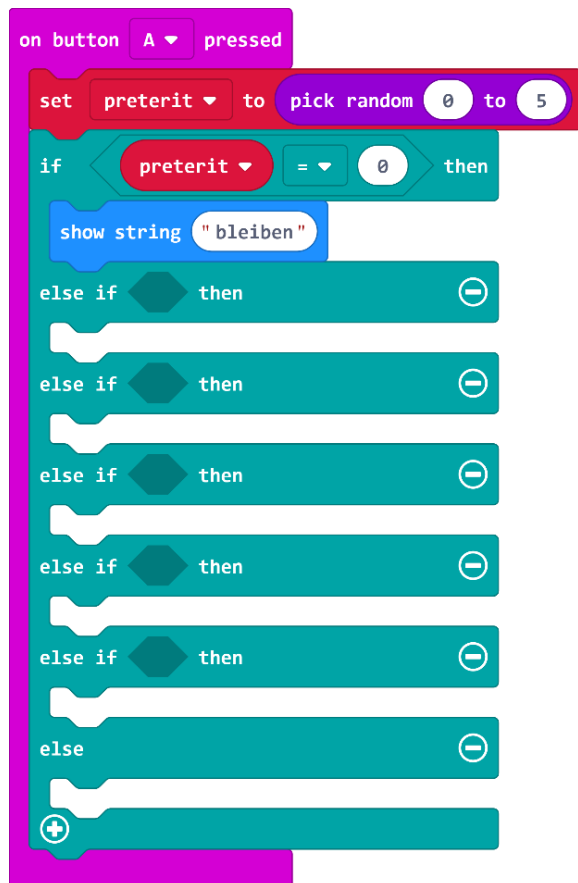 on button A pressed
set preterit to pick random 0 to 5
if preterit = 0 then
show string "bleiben"
else if then
else if then
else if then
else if then
else if then
else